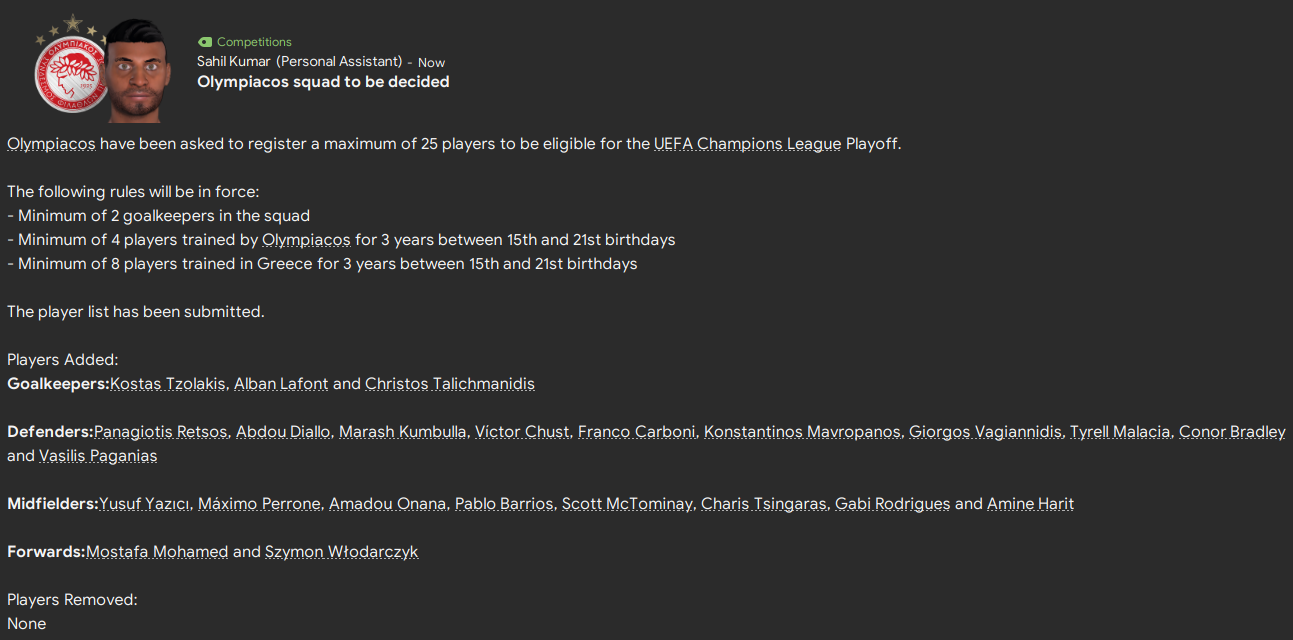 Competitions
Sahil Kumar (Personal Assistant) - Now
Olympiacos squad to be decided
Olympiacos have been asked to register a maximum of 25 players to be eligible for the UEFA Champions League Playoff.
The following rules will be in force:
- Minimum of 2 goalkeepers in the squad
- Minimum of 4 players trained by Olympiacos for 3 years between 15th and 21st birthdays
- Minimum of 8 players trained in Greece for 3 years between 15th and 21st birthdays
The player list has been submitted.
Players Added:
Goalkeepers:Kostas Tzolakis, Alban Lafont and Christos Talichmanidis
Defenders:Panagiotis Retsos, Abdou Diallo, Marash Kumbulla, Víctor Chust, Franco Carboni, Konstantinos Mavropanos, Giorgos Vagiannidis, Tyrell Malacia, Conor Bradley
and Vasilis Paganias
Midfielders:Yusuf Yazıcı, Máximo Perrone, Amadou Onana, Pablo Barrios, Scott McTominay, Charis Tsingaras, Gabi Rodrigues and Amine Harit
Forwards:Mostafa Mohamed and Szymon Włodarczyk
Players Removed:
None